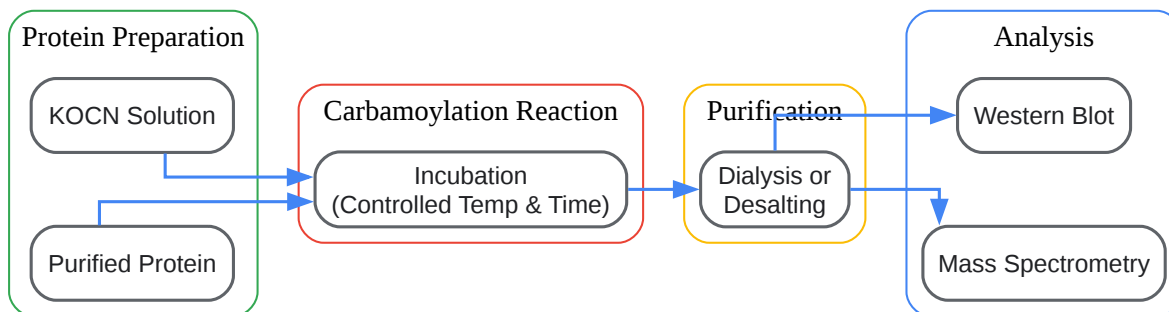 Protein Preparation
KOCN Solution
Purified Protein
Carbamoylation Reaction
Incubation
(Controlled Temp & Time)
Purification
Dialysis or
Desalting
Analysis
Western Blot
Mass Spectrometry